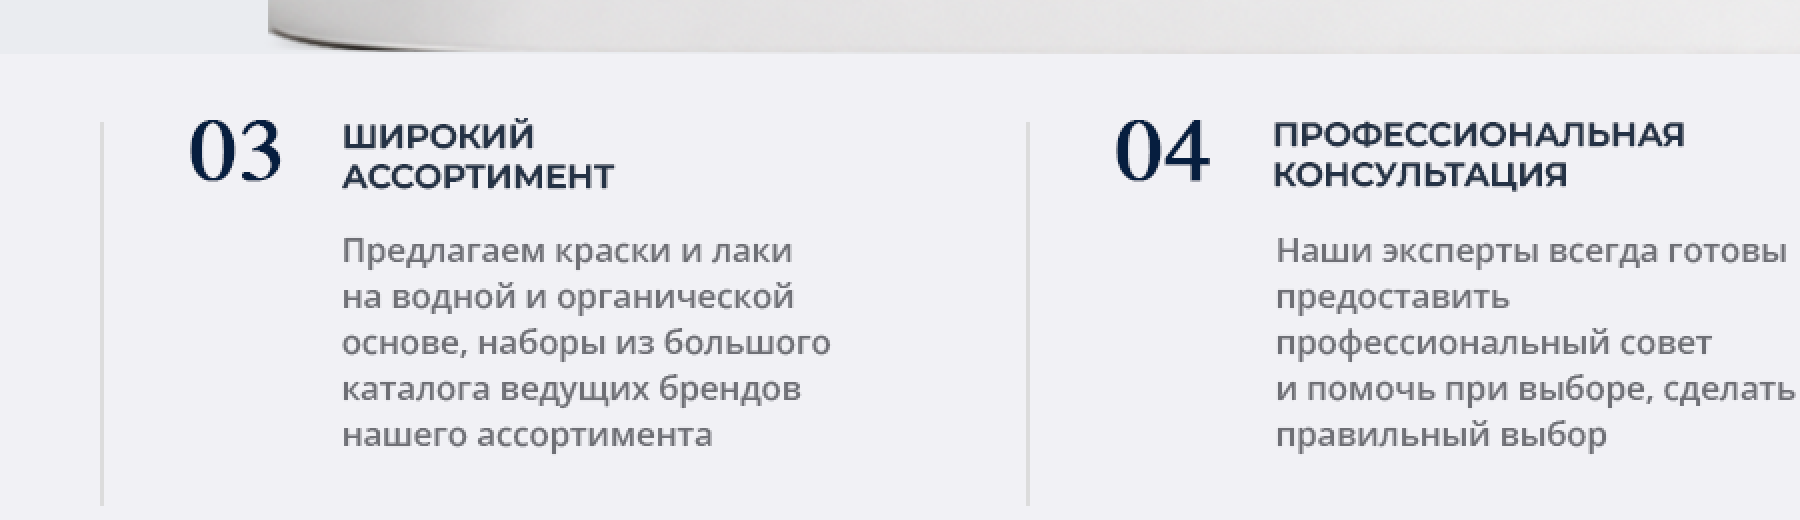 03
ШИРОКИЙ
АССОРТИМЕНТ
Предлагаем краски и лаки
на водной и органической
основе, наборы из большого
каталога ведущих брендов
нашего ассортимента
04
ПРОФЕССИОНАЛЬНАЯ
КОНСУЛЬТАЦИЯ
Наши эксперты всегда готовы
предоставить
профессиональный совет
и помочь при выборе, сделать
правильный выбор